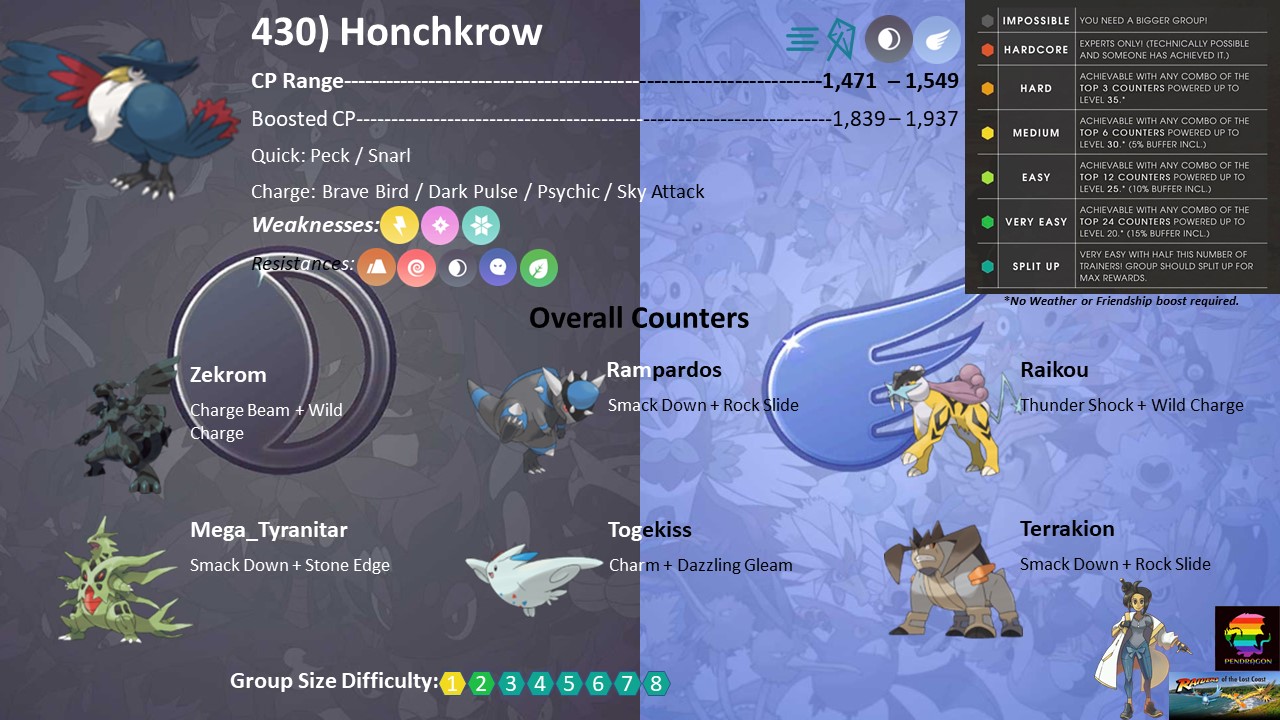 430) Honchkrow
CP Range--------------------------------------------------------------------1,471 – 1,549
Boosted CP--------------------------------------------------------------------1,839 – 1,937
Quick: Peck / Snarl
Charge: Brave Bird / Dark Pulse / Psychic / Sky Attack
Weaknesses:
Resistances:
IMPOSSIBLE YOU NEED A BIGGER GROUP!
HARDCORE EXPERTS ONLY! (TECHNICALLY POSSIBLE
AND SOMEONE HAS ACHIEVED IT.)
HARD ACHIEVABLE WITH ANY COMBO OF THE
TOP 3 COUNTERS POWERED UP TO
LEVEL 35.*
MEDIUM ACHIEVABLE WITH ANY COMBO OF THE
TOP 6 COUNTERS POWERED UP TO
LEVEL 30.* (5% BUFFER INCL.)
EASY ACHIEVABLE WITH ANY COMBO OF THE
TOP 12 COUNTERS POWERED UP TO
LEVEL 25.* (10% BUFFER INCL.)
VERY EASY ACHIEVABLE WITH ANY COMBO OF THE
TOP 24 COUNTERS POWERED UP TO
LEVEL 20.* (15% BUFFER INCL.)
SPLIT UP VERY EASY WITH HALF THIS NUMBER OF
TRAINERS! GROUP SHOULD SPLIT UP FOR
MAX REWARDS.
*No Weather or Friendship boost required.
Overall Counters
Zekrom
Charge Beam + Wild
Charge
Rampardos
Smack Down + Rock Slide
Raikou
Thunder Shock + Wild Charge
Mega_Tyranitar
Smack Down + Stone Edge
Togekiss
Charm + Dazzling Gleam
Terrakion
Smack Down + Rock Slide
Group Size Difficulty: 1 2 3 4 5 6 7 8
PENDRAGON
RAIDERS of the Lost Coast